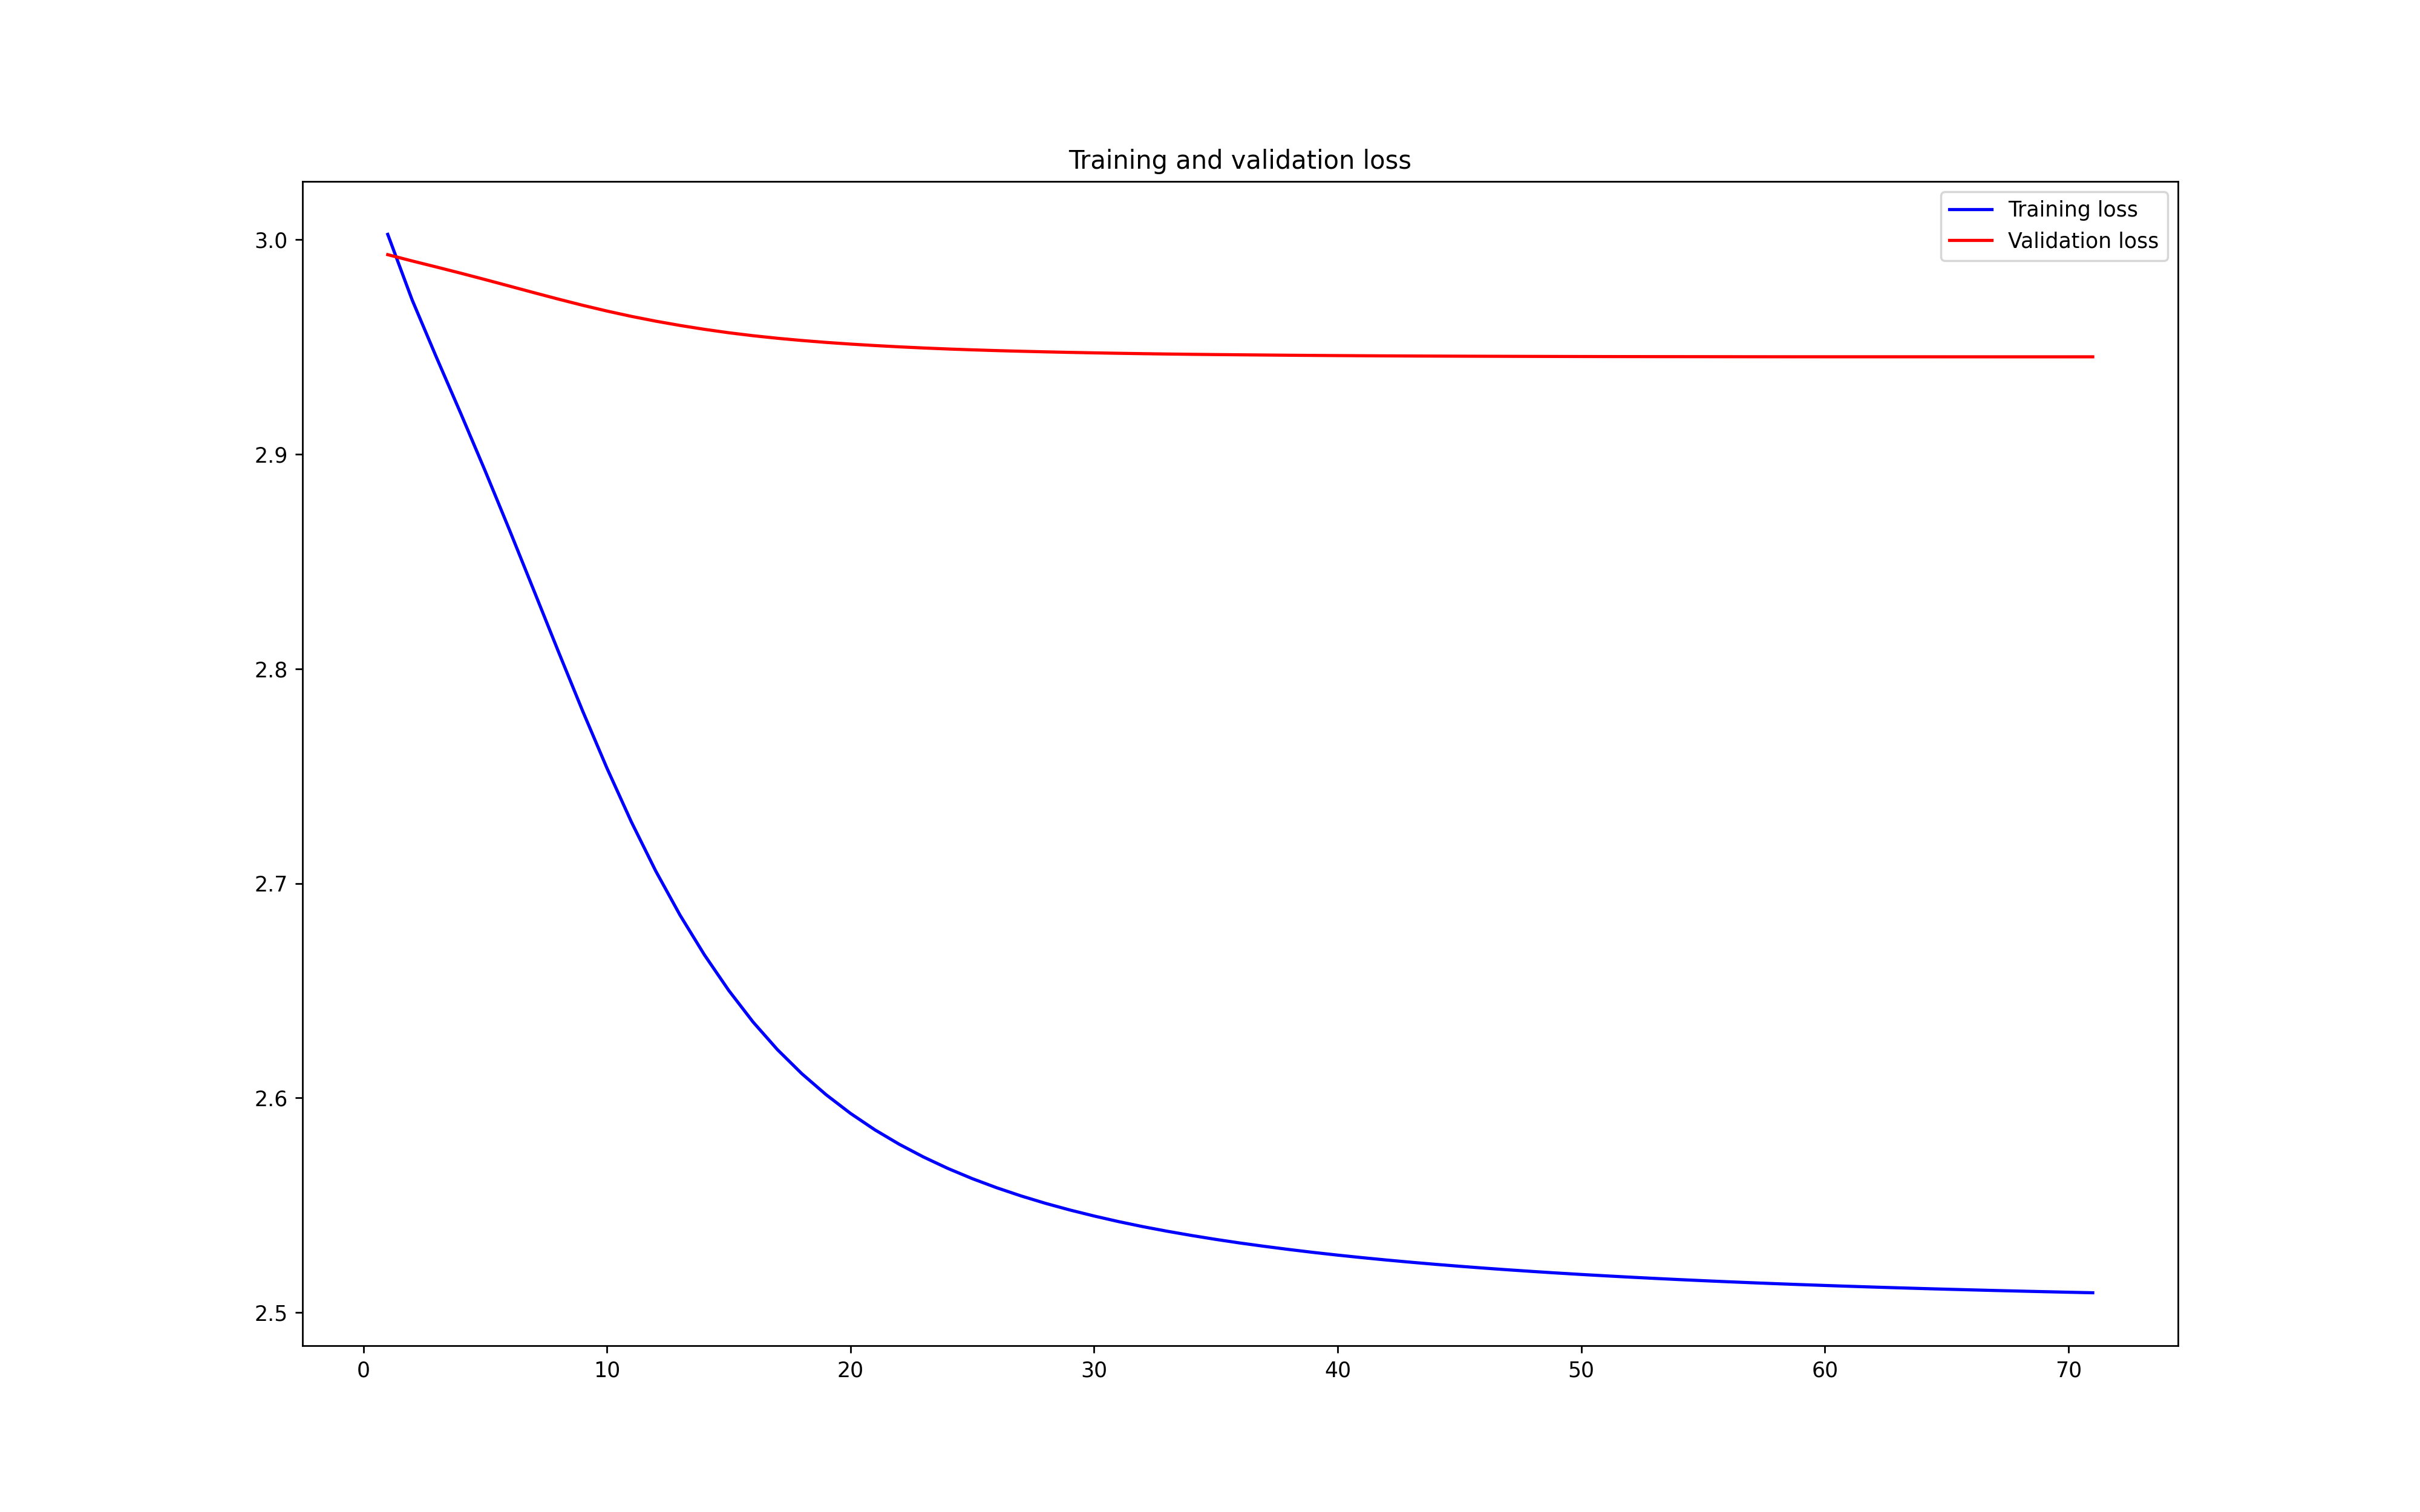 Training and validation loss
Training loss
Validation loss
3.0
2.9
2.8
2.7
2.6
2.5
0 10 20 30 40 50 60 70